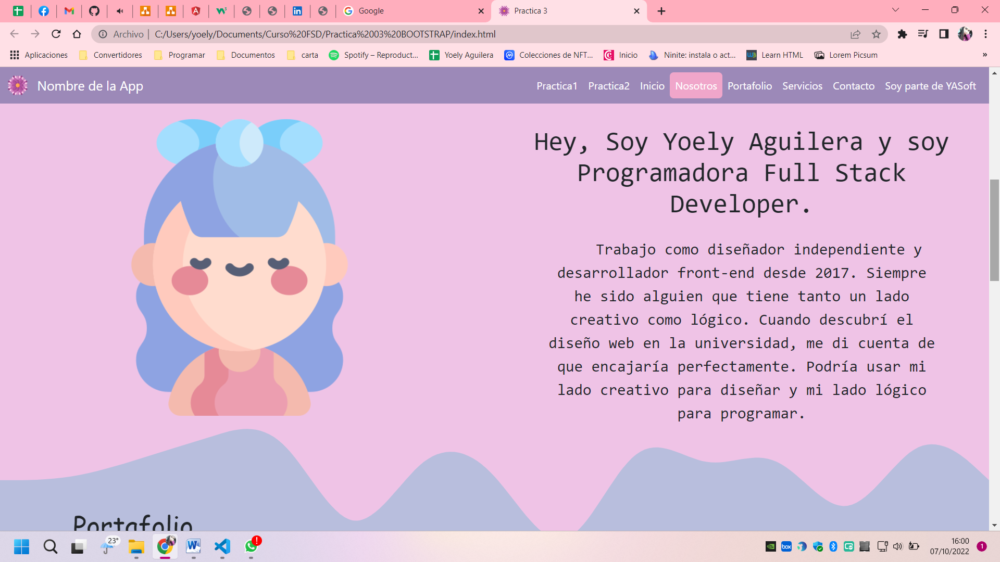 Google
Practica 3
Archivo
C:/Users/yoely/Documents/Curso%20FSD/Practica%2003%20BOOTSTRAP/index.html
Aplicaciones
Convertidores
Programar
Documentos
carta
Spotify – Reproduct...
Yoely Aguilera
Colecciones de NFT...
Inicio
Ninite: instala o act...
Learn HTML
Lorem Picsum
»
Nombre de la App
Practica1
Practica2
Inicio
Nosotros
Portafolio
Servicios
Contacto
Soy parte de YASoft
Hey, Soy Yoely Aguilera y soy
Programadora Full Stack
Developer.
Trabajo como diseñador independiente y
desarrollador front-end desde 2017. Siempre
he sido alguien que tiene tanto un lado
creativo como lógico. Cuando descubrí el
diseño web en la universidad, me di cuenta de
que encajaría perfectamente. Podría usar mi
lado creativo para diseñar y mi lado lógico
para programar.
Portafolio
23°
16:00
07/10/2022
1